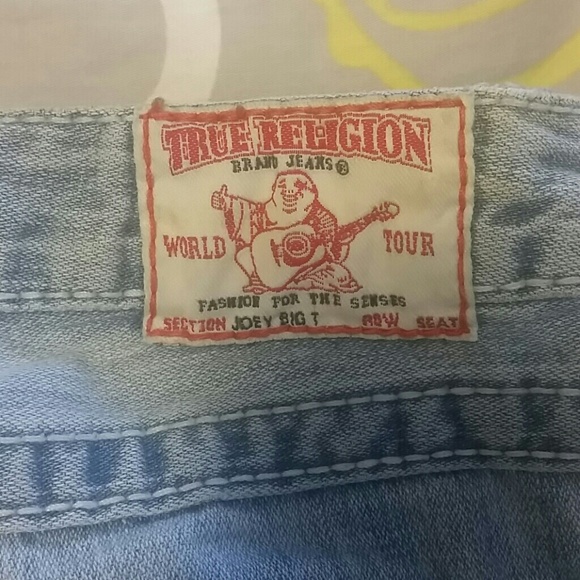 TRUE RELIGION
BRAND JEANS®
WORLD TOUR
FASHION FOR THE SENSES
SECTION JOEY BIG T ROW SEAT